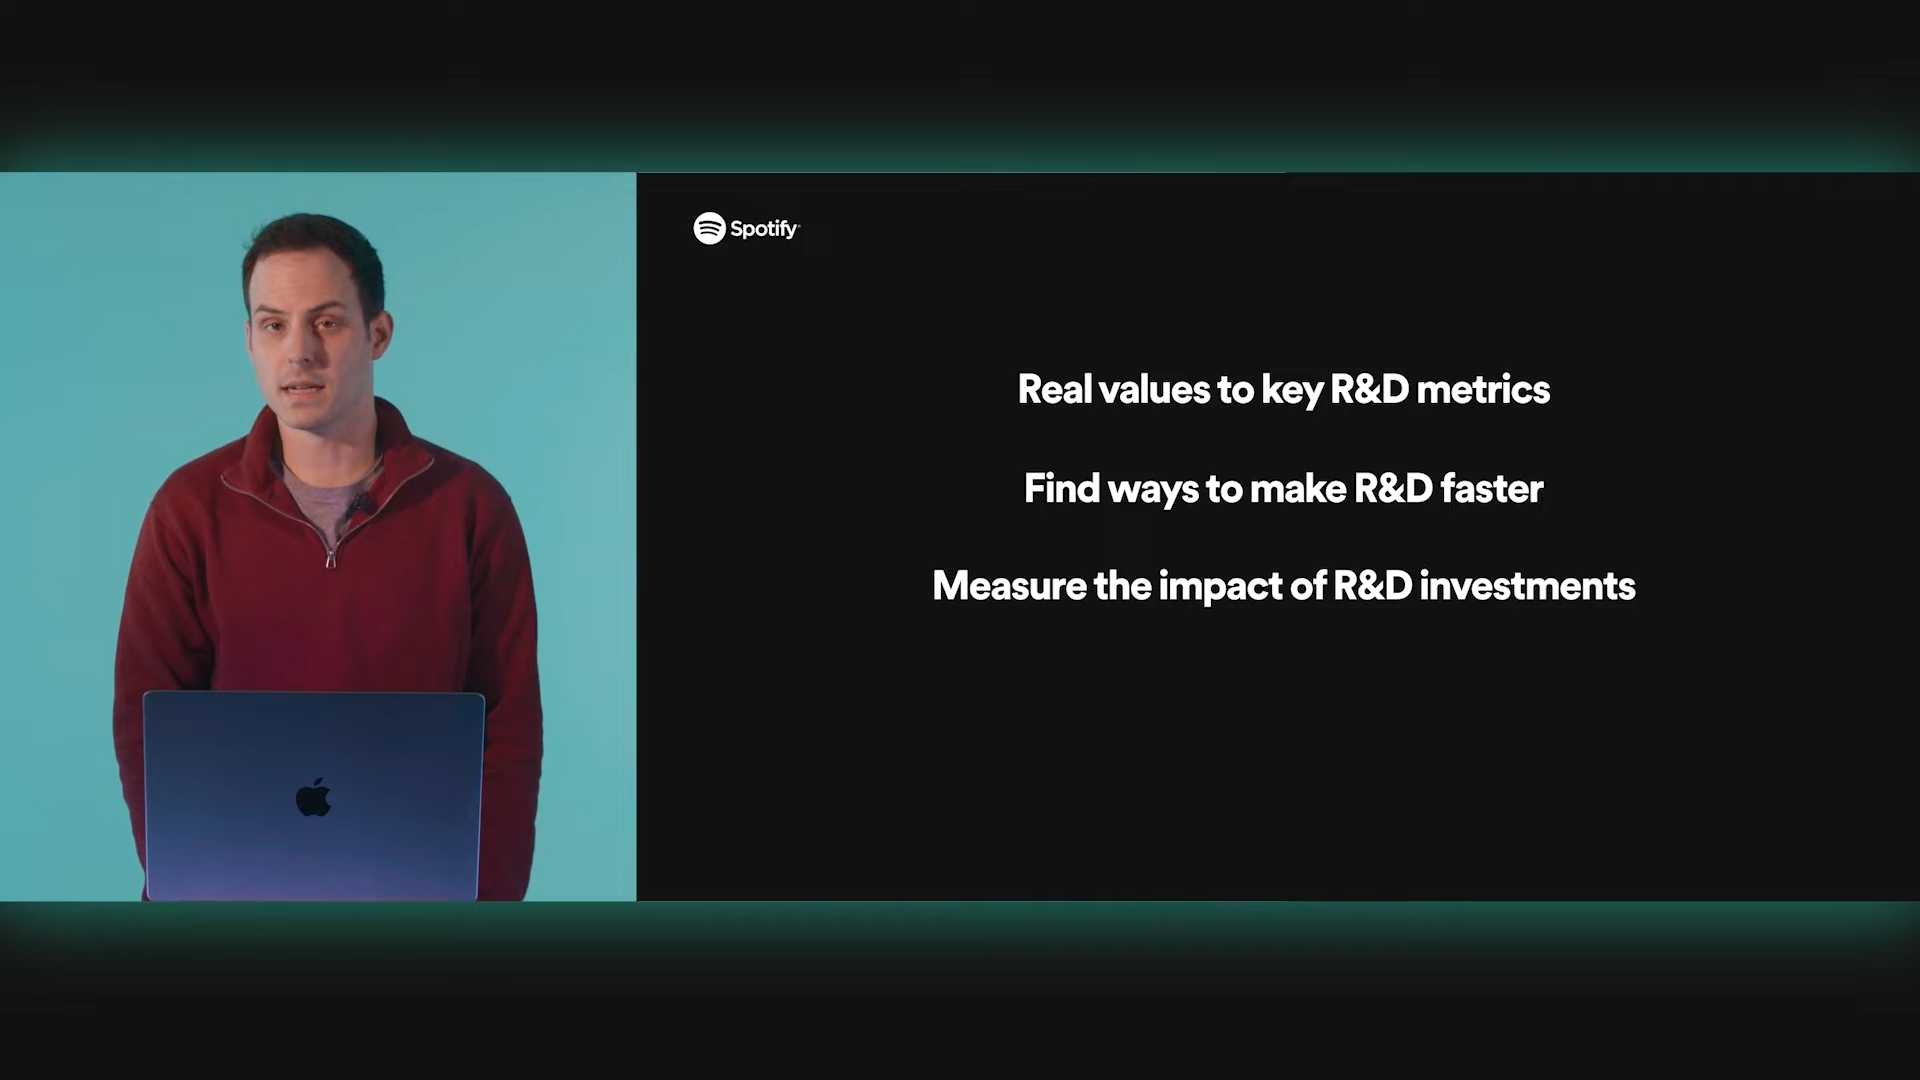 Spotify
Real values to key R&D metrics
Find ways to make R&D faster
Measure the impact of R&D investments